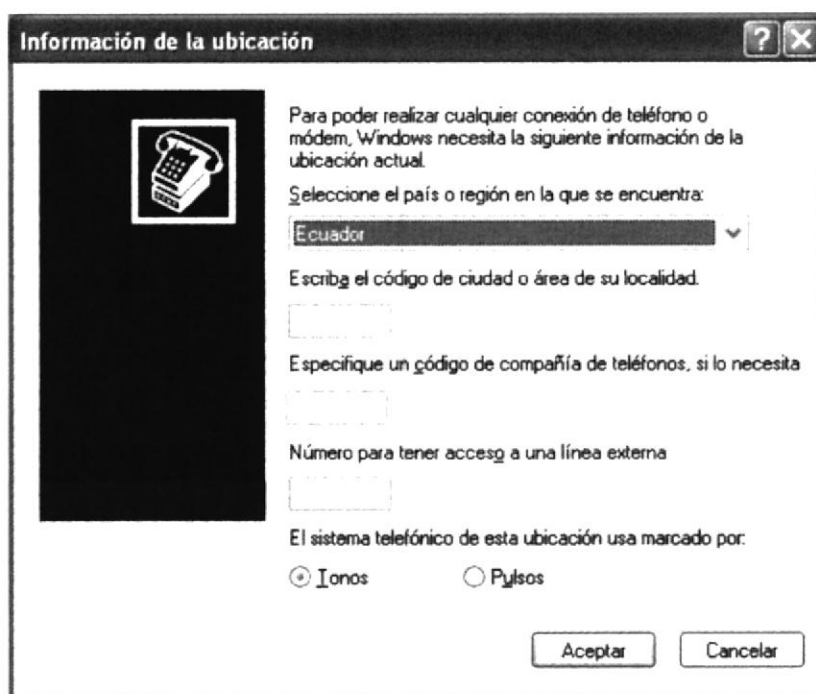 Información de la ubicación
Para poder realizar cualquier conexión de teléfono o
módem, Windows necesita la siguiente información de la
ubicación actual.
Seleccione el país o región en la que se encuentra:
Ecuador
Escriba el código de ciudad o área de su localidad.
Especifique un código de compañía de teléfonos, si lo necesita
Número para tener acceso a una línea externa
El sistema telefónico de esta ubicación usa marcado por:
Tonos Pulsos
Aceptar Cancelar